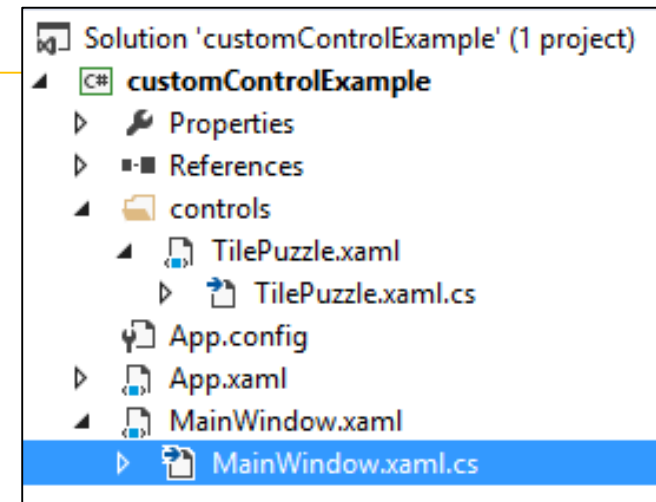 Solution 'customControlExample' (1 project)
C# customControlExample
Properties
References
controls
TilePuzzle.xaml
TilePuzzle.xaml.cs
App.config
App.xaml
MainWindow.xaml
MainWindow.xaml.cs